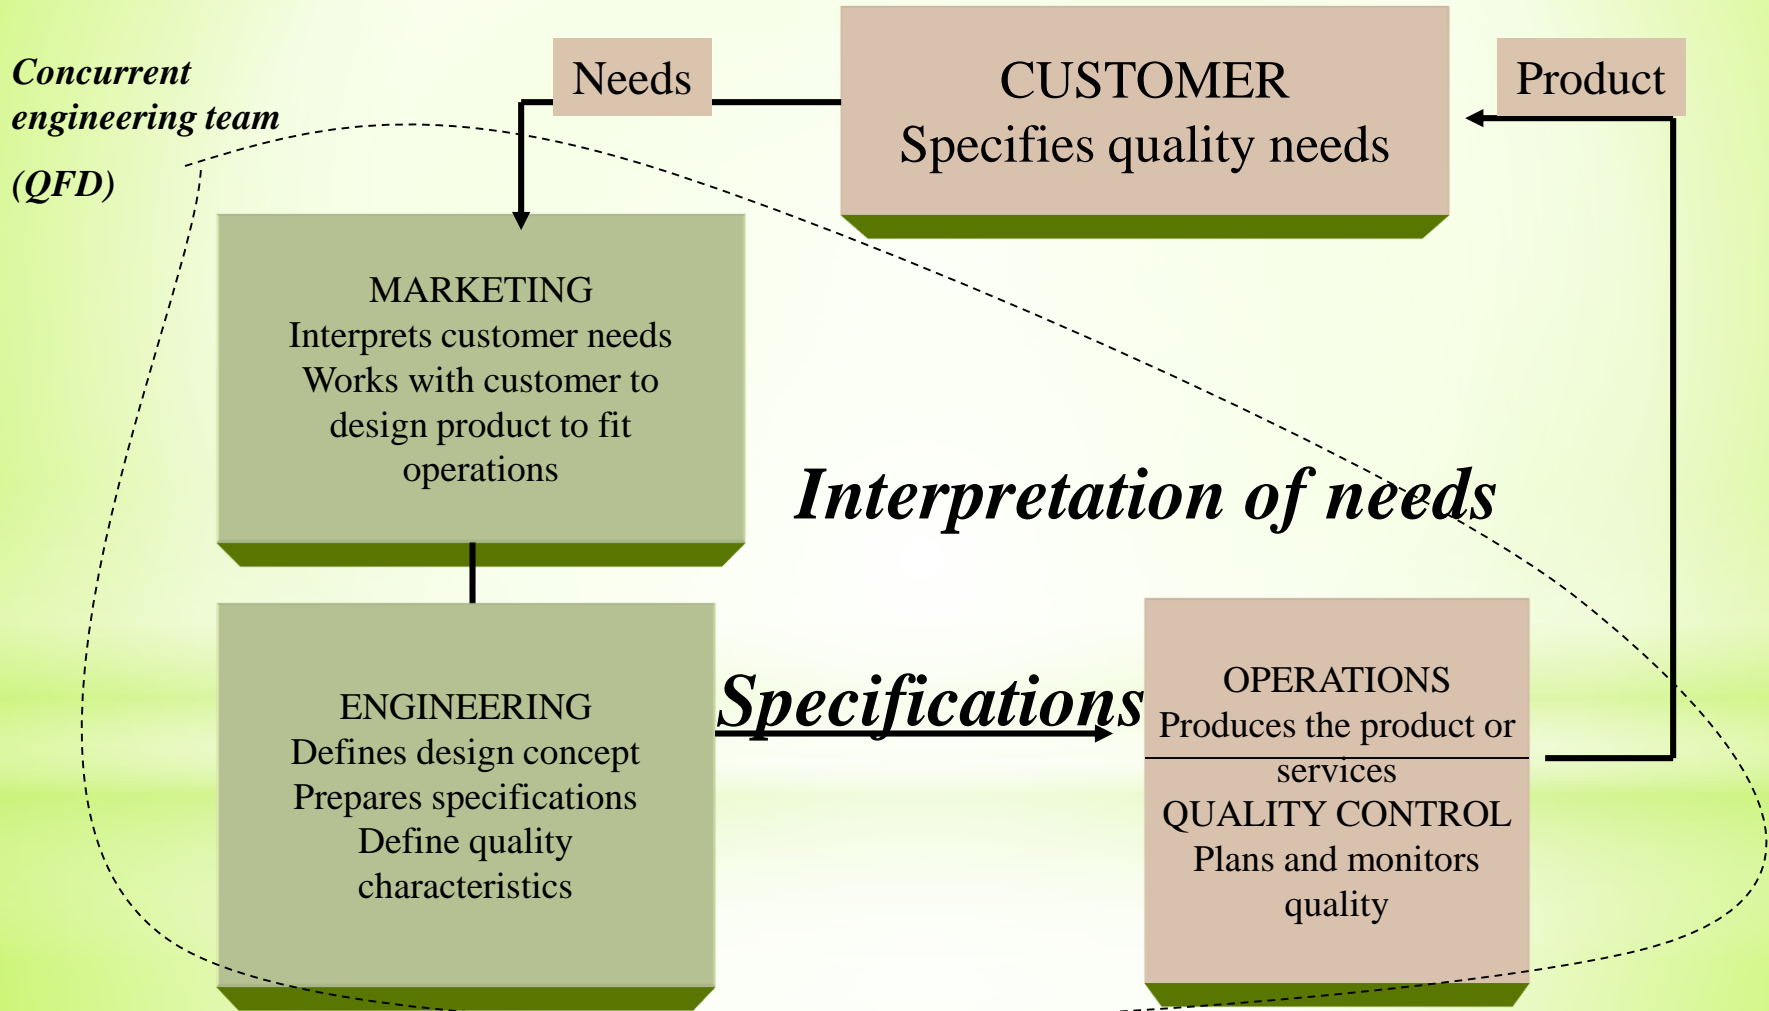 Concurrent
engineering team
(QFD)
Needs
CUSTOMER
Specifies quality needs
Product
MARKETING
Interprets customer needs
Works with customer to
design product to fit
operations
Interpretation of needs
ENGINEERING
Defines design concept
Prepares specifications
Define quality
characteristics
Specifications
OPERATIONS
Produces the product or
services
QUALITY CONTROL
Plans and monitors
quality